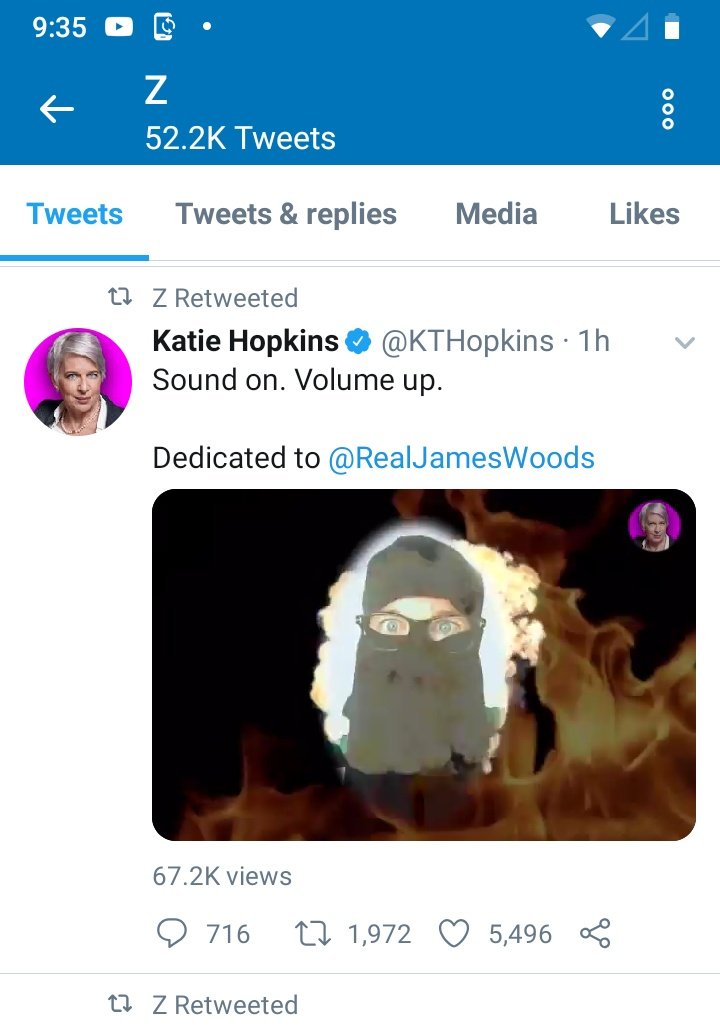 9:35
Z
52.2K Tweets
Tweets Tweets & replies Media Likes
Z Retweeted
Katie Hopkins @KTHopkins · 1h
Sound on. Volume up.
Dedicated to @RealJamesWoods
67.2K views
716 1,972 5,496
Z Retweeted